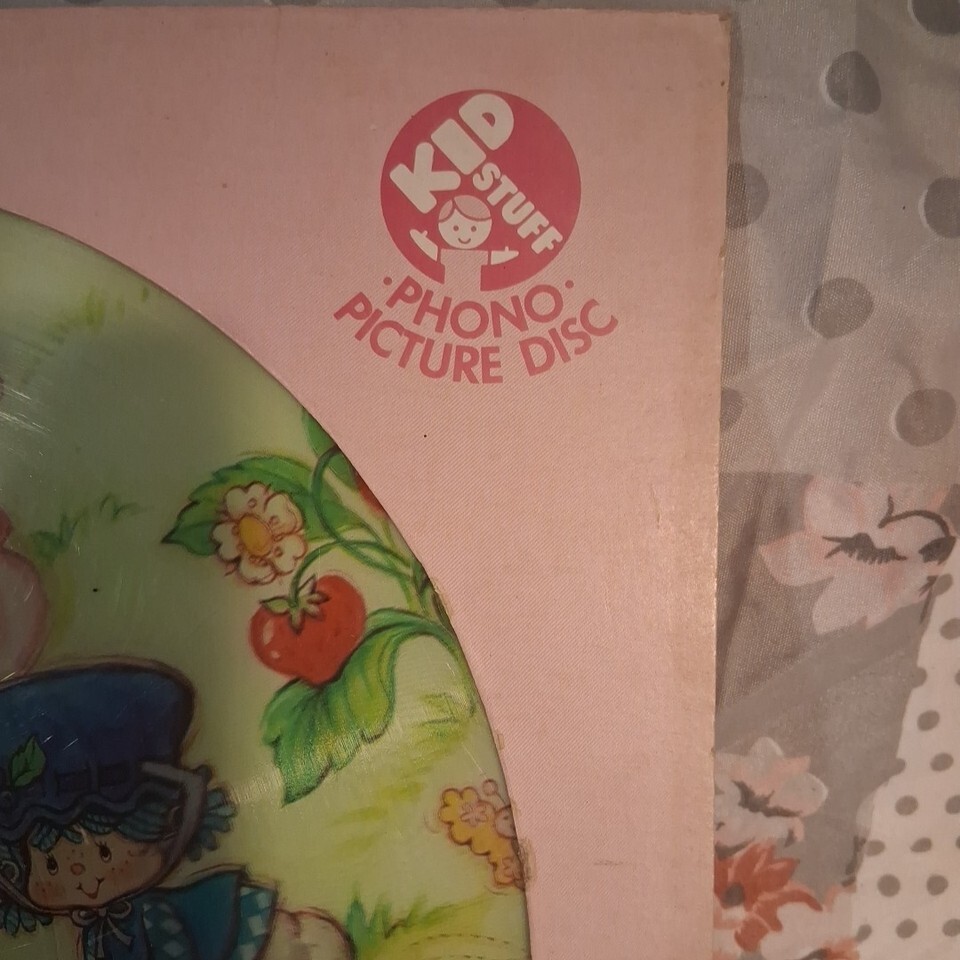 KID
STUFF
·PHONO·
PICTURE DISC